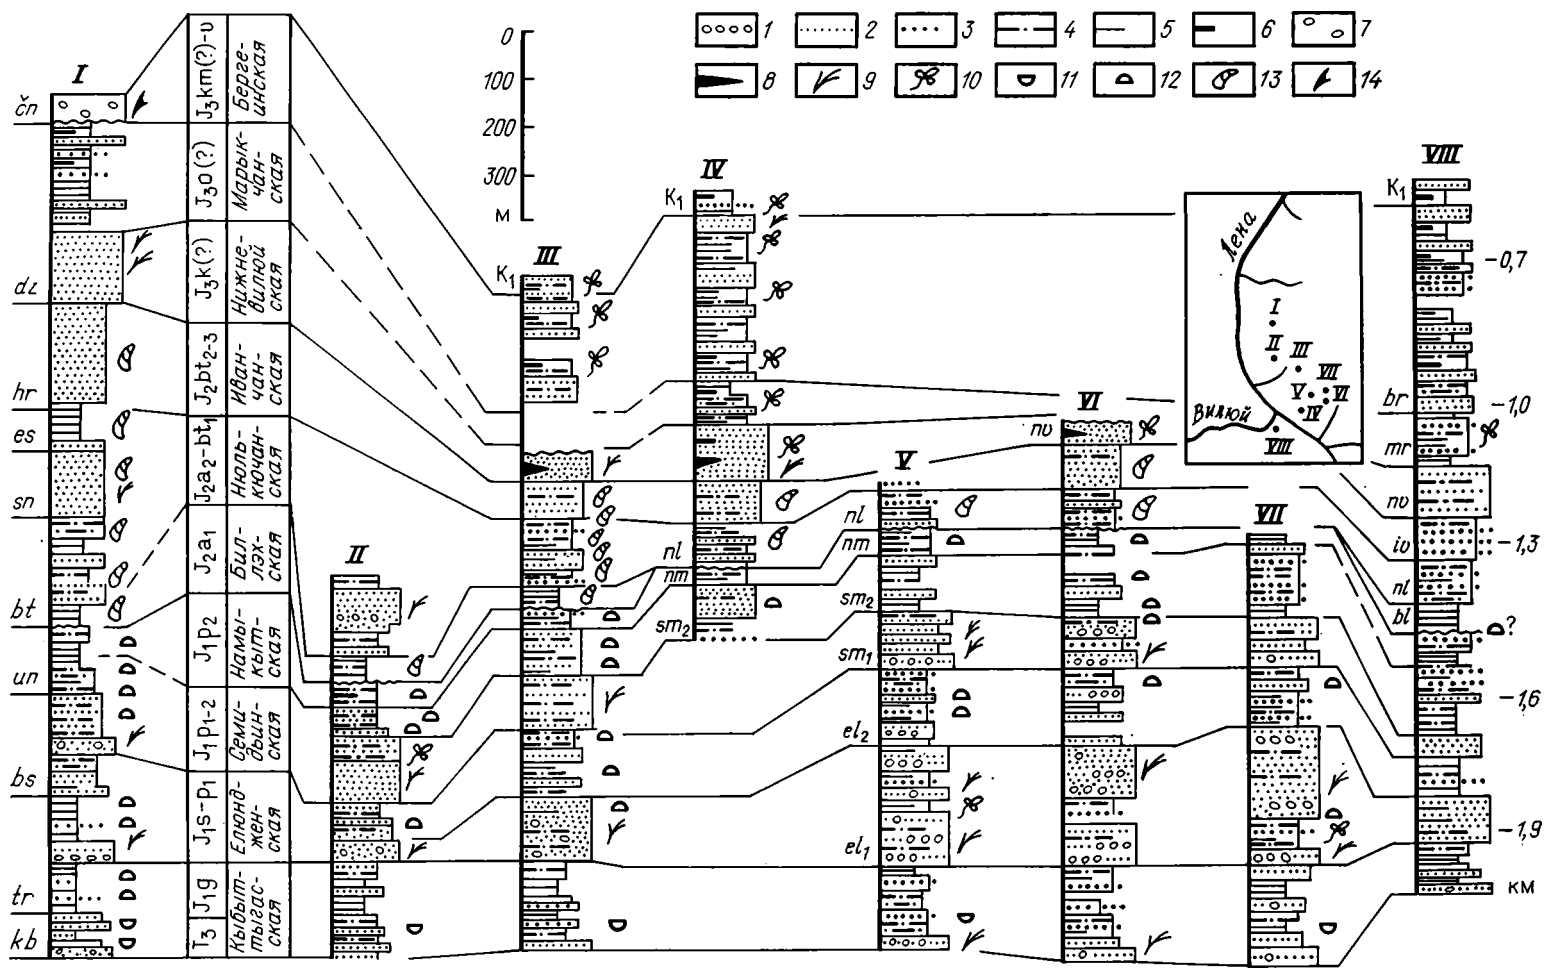 1 2 3 4 5 6 7
8 9 10 11 12 13 14
0
100
200
300
м
I
čn
dz
hr
es
sn
bt
un
bs
tr
kb
J₃km(?)-υ
Берге-
инская
J₃o(?)
Марык-
чан-
ская
J₃k(?)
Нижне-
вилюй
ская
J₂bt₂₋₃
Иван-
чан-
ская
J₂a₂-bt₁
Нюль-
кючан-
ская
J₂a₁
Бил-
лэх-
ская
J₁p₂
Намы-
кыт-
ская
J₁p₁₋₂
Семи-
дьин-
ская
J₁s-p₁
Елюнд-
жен-
ская
J₁g
T₃
Кыбыт-
тыгас-
ская
II
III
K₁
IV
K₁
nl
nm
sm₂
V
nl
nm
sm₂
sm₁
el₂
el₁
VI
nv
VII
Лена
I
II
III
VII
V
VI
IV
Вилюй
VIII
VIII
K₁
br
mr
nv
iv
nl
bl
?
-0,7
-1,0
-1,3
-1,6
-1,9
км